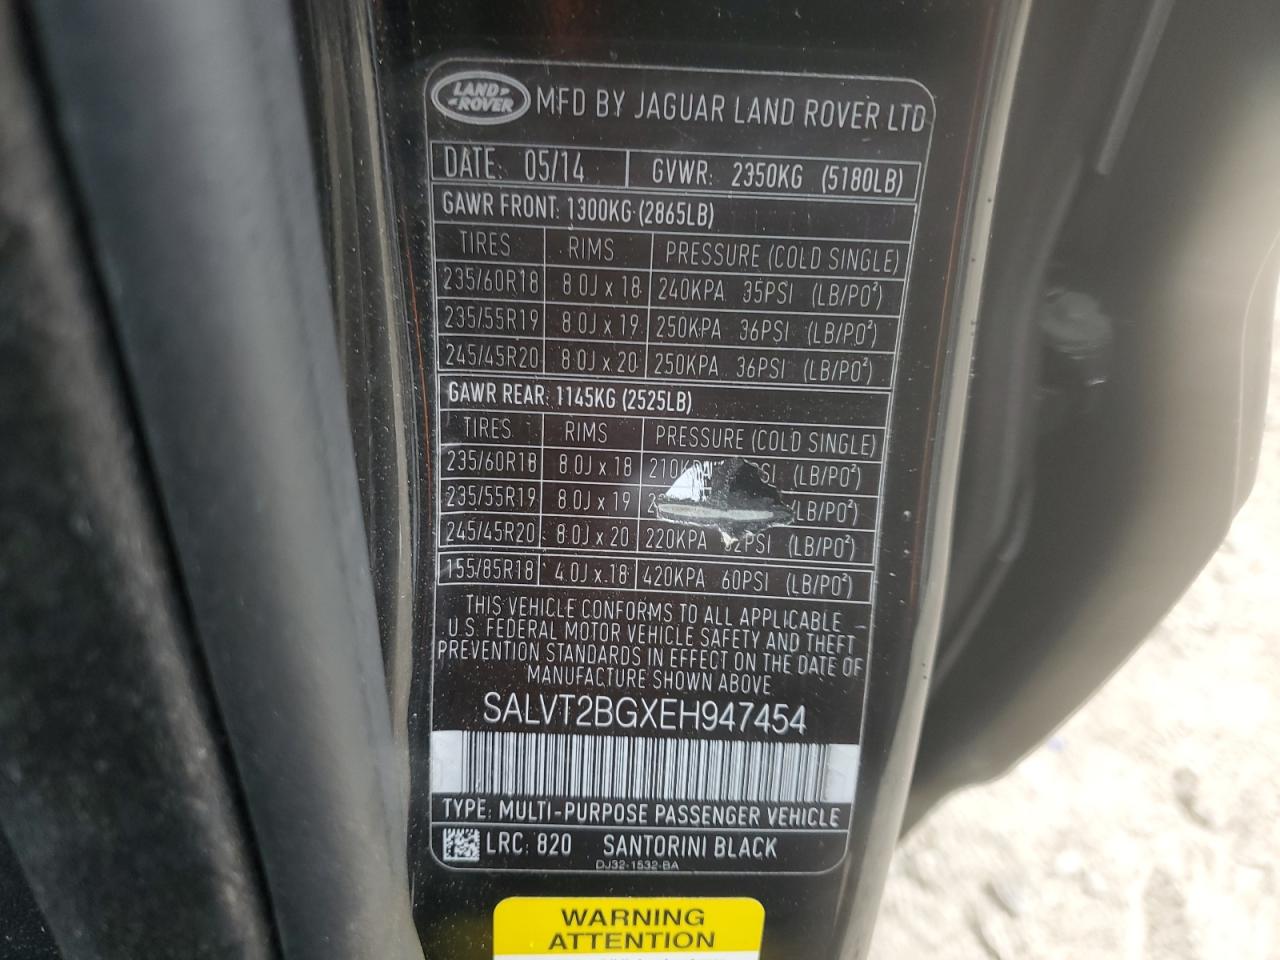 LAND ROVER MFD BY JAGUAR LAND ROVER LTD
DATE: 05/14 GVWR: 2350KG (5180LB)
GAWR FRONT: 1300KG (2865LB)
TIRES RIMS PRESSURE (COLD SINGLE)
235/60R18 8.0J x 18 240KPA 35PSI (LB/PO²)
235/55R19 8.0J x 19 250KPA 36PSI (LB/PO²)
245/45R20 8.0J x 20 250KPA 36PSI (LB/PO²)
GAWR REAR: 1145KG (2525LB)
TIRES RIMS PRESSURE (COLD SINGLE)
235/60R18 8.0J x 18 (LB/PO²)
235/55R19 8.0J x 19 (LB/PO²)
245/45R20 8.0J x 20 220KPA (LB/PO²)
155/85R18 4.0J x 18 420KPA 60PSI (LB/PO²)
THIS VEHICLE CONFORMS TO ALL APPLICABLE
U.S. FEDERAL MOTOR VEHICLE SAFETY AND THEFT
PREVENTION STANDARDS IN EFFECT ON THE DATE OF
MANUFACTURE SHOWN ABOVE
SALVT2BGXEH947454
TYPE: MULTI-PURPOSE PASSENGER VEHICLE
LRC: 820 SANTORINI BLACK
DJ32-1532-BA
WARNING
ATTENTION